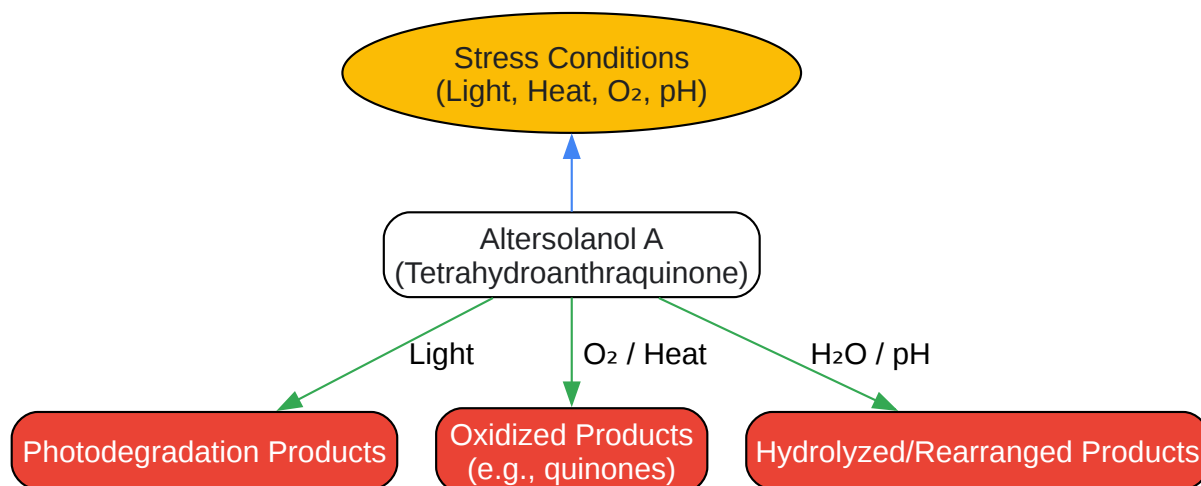 Stress Conditions
(Light, Heat, O₂, pH)
Altersolanol A
(Tetrahydroanthraquinone)
Light
O₂ / Heat
H₂O / pH
Photodegradation Products
Oxidized Products
(e.g., quinones)
Hydrolyzed/Rearranged Products